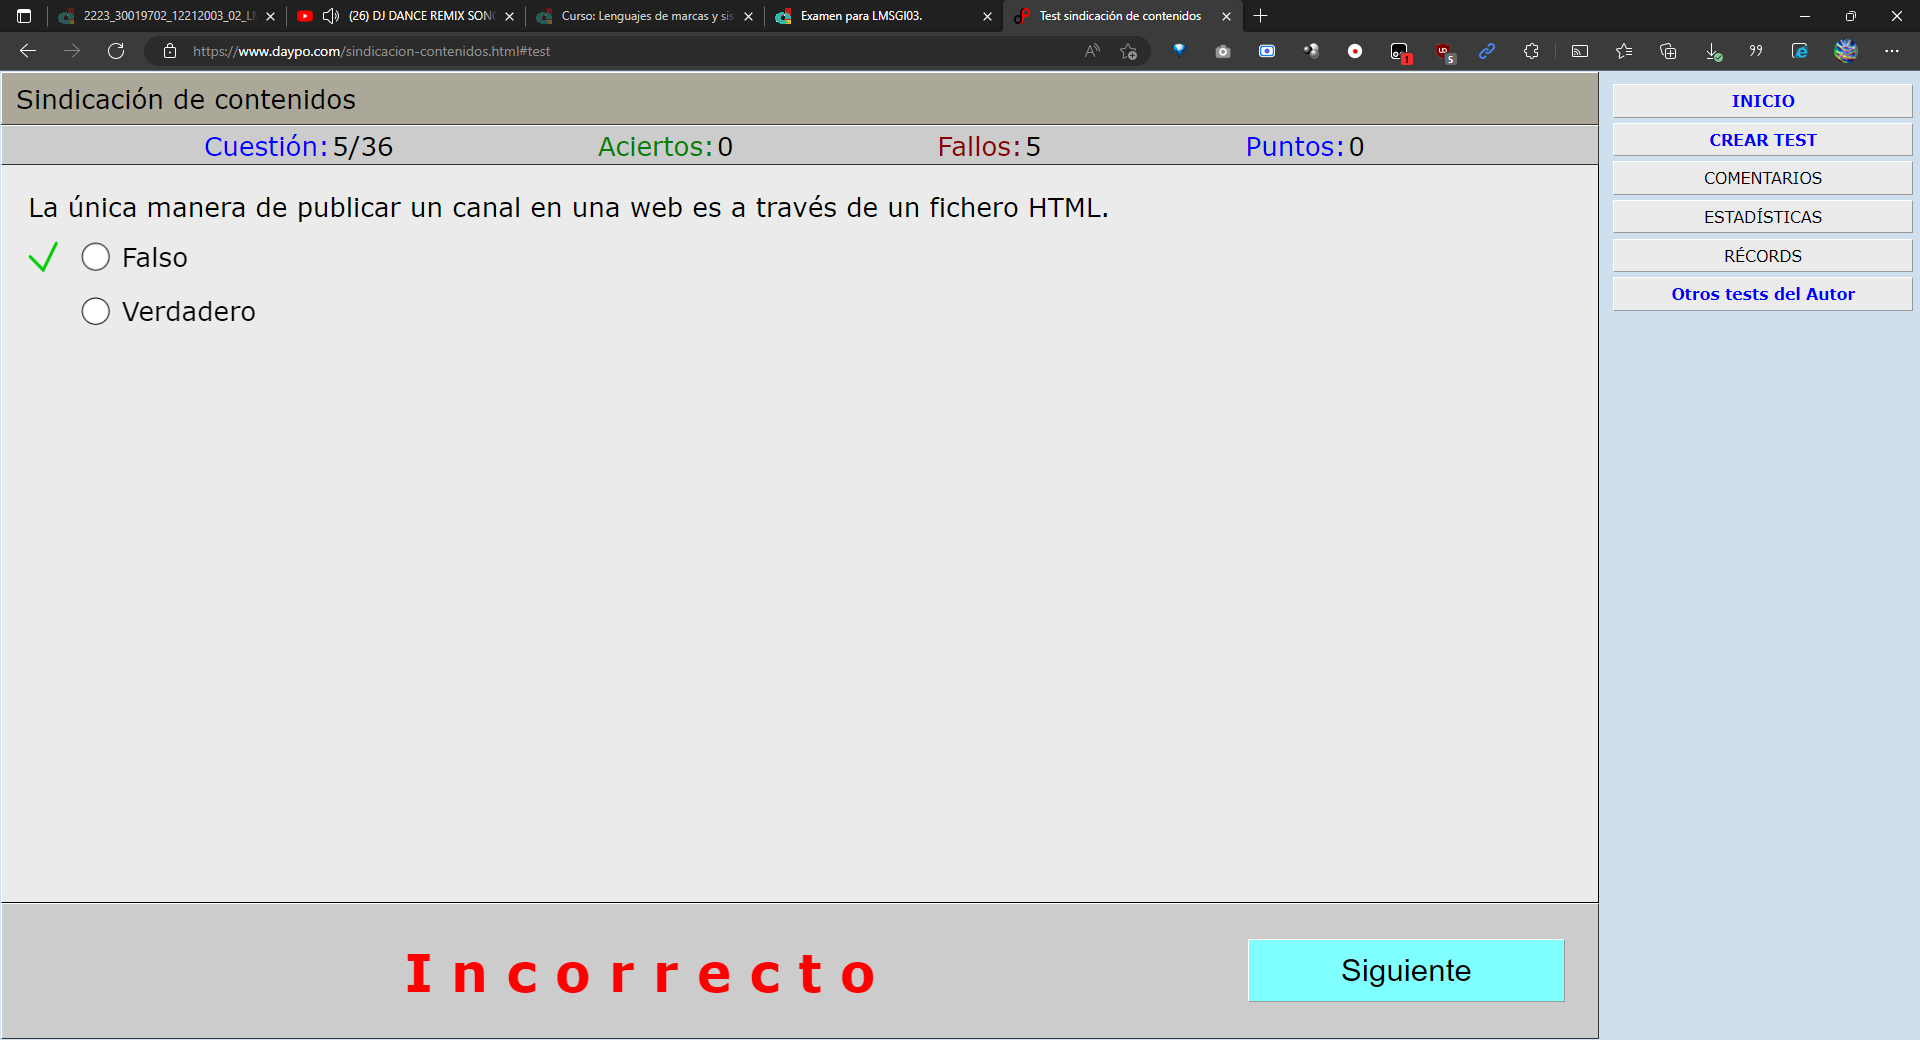 2223_30019702_12212003_02_L
(26) DJ DANCE REMIX SON
Curso: Lenguajes de marcas y sis
Examen para LMSGI03.
Test sindicación de contenidos
https://www.daypo.com/sindicacion-contenidos.html#test
1
5
Sindicación de contenidos
Cuestión: 5/36 Aciertos: 0 Fallos: 5 Puntos: 0
La única manera de publicar un canal en una web es a través de un fichero HTML.
Falso
Verdadero
Incorrecto
Siguiente
INICIO
CREAR TEST
COMENTARIOS
ESTADÍSTICAS
RÉCORDS
Otros tests del Autor